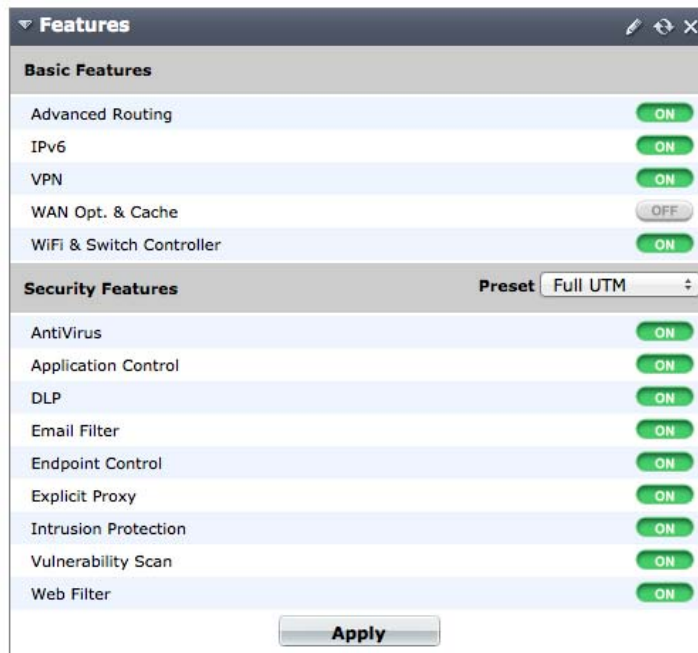 Features
Basic Features
Advanced Routing ON
IPv6 ON
VPN ON
WAN Opt. & Cache OFF
WiFi & Switch Controller ON
Security Features Preset Full UTM
AntiVirus ON
Application Control ON
DLP ON
Email Filter ON
Endpoint Control ON
Explicit Proxy ON
Intrusion Protection ON
Vulnerability Scan ON
Web Filter ON
Apply